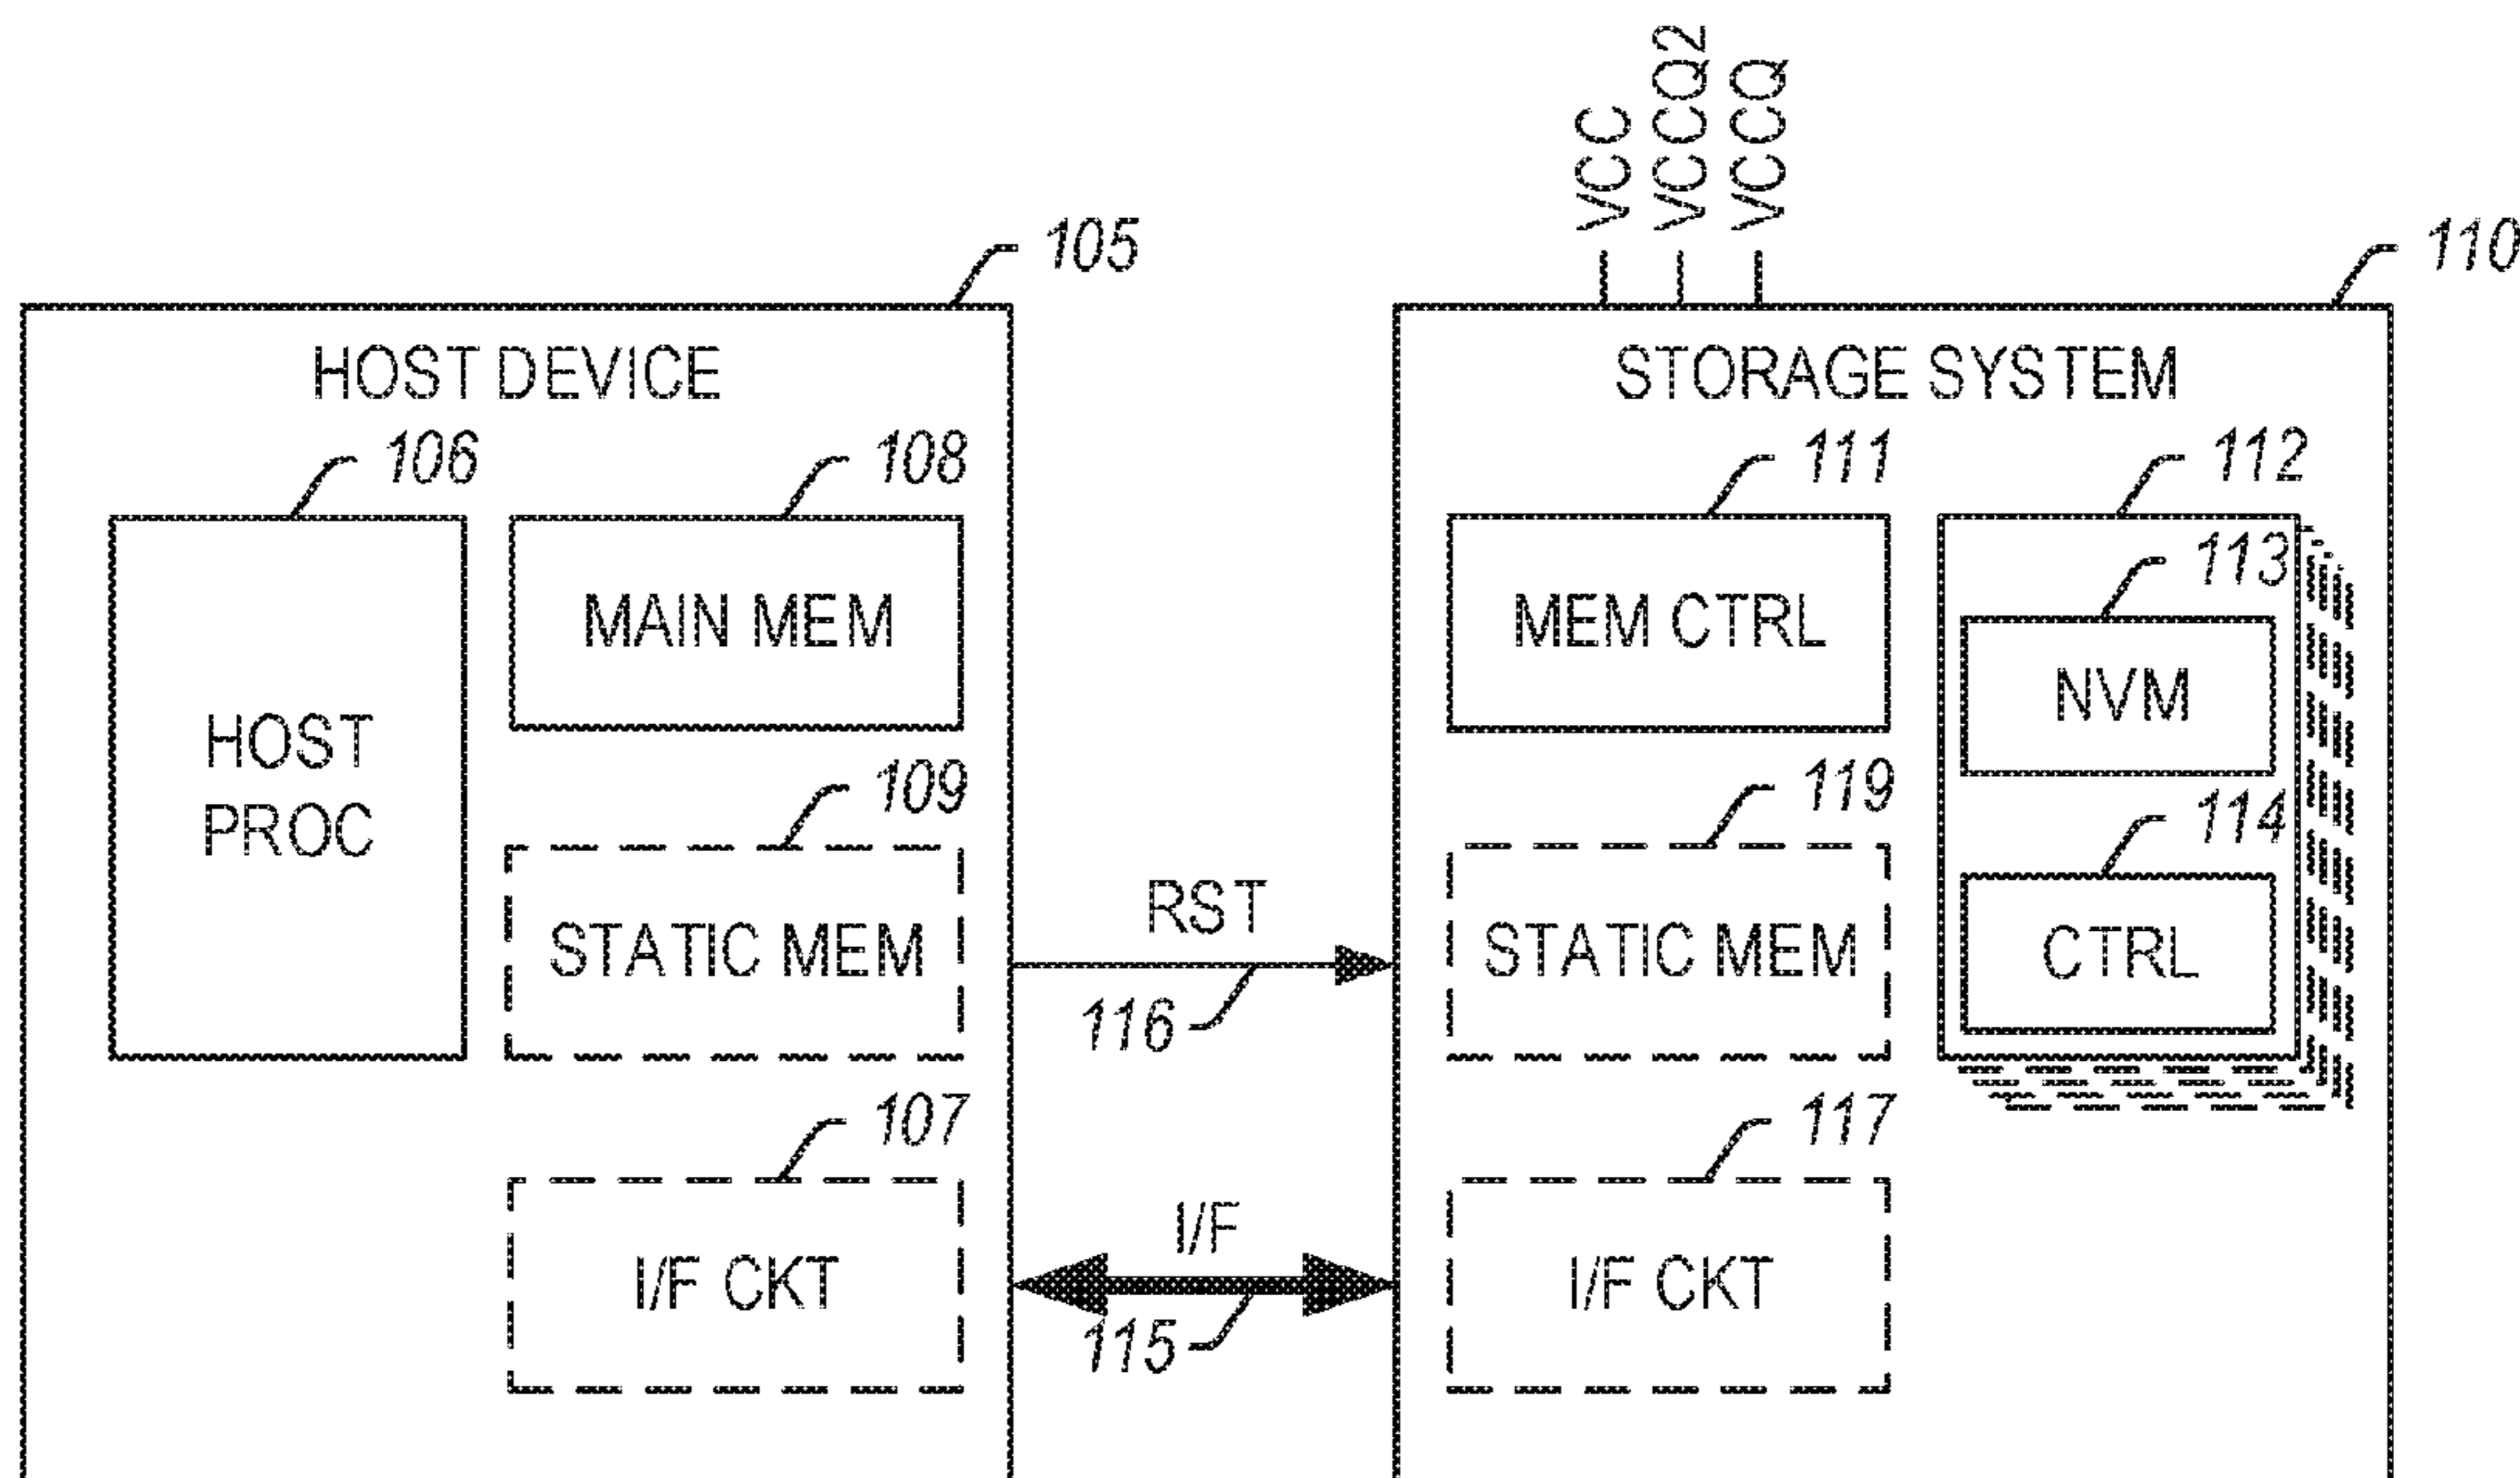 VCC
VCCQ2
VCCQ
105
110
HOST DEVICE
STORAGE SYSTEM
106
108
111
112
113
HOST
PROC
MAIN MEM
MEM CTRL
NVM
109
119
114
STATIC MEM
RST
116
STATIC MEM
CTRL
107
117
I/F CKT
I/F
115
I/F CKT